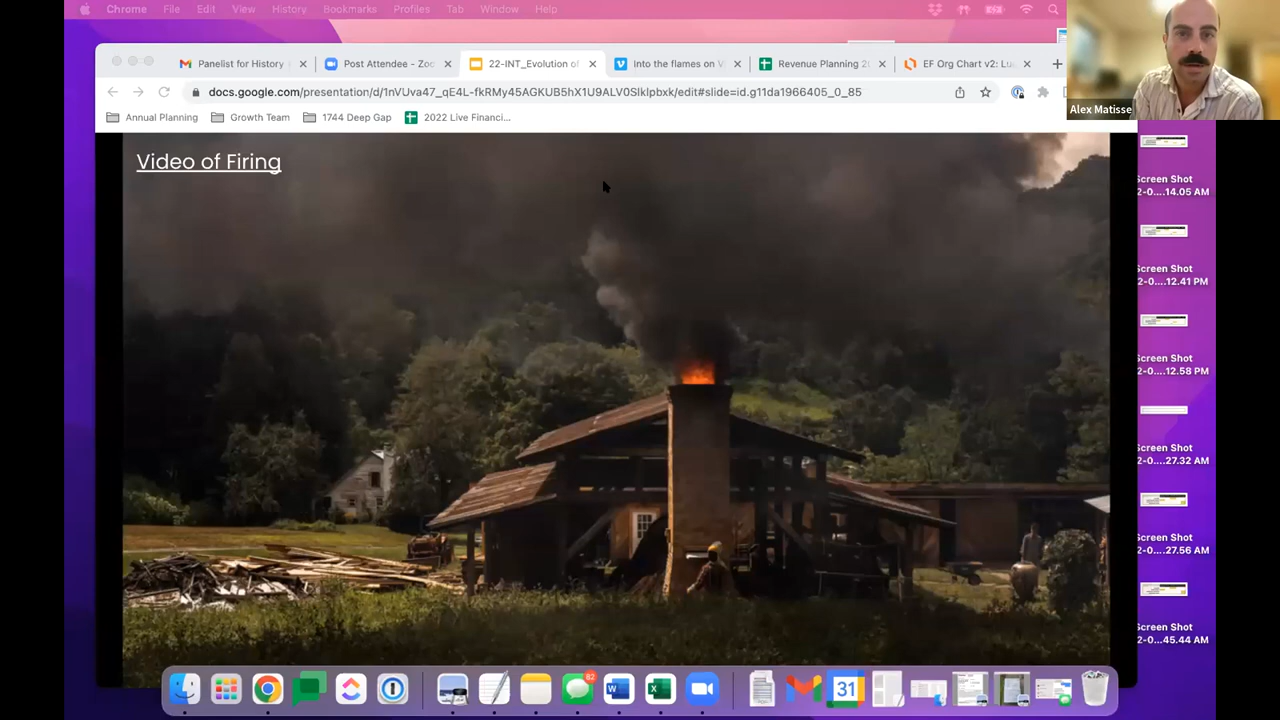 Chrome File Edit View History Bookmarks Profiles Tab Window Help
Panelist for History
Post Attendee - Zoo
22-INT_Evolution of
Into the flames on V
Revenue Planning 2
EF Org Chart v2: Lu
docs.google.com/presentation/d/1nVUva47_qE4L-fkRMy45AGKUB5hX1U9ALV0SlkIpbxk/edit#slide=id.g11da1966405_0_85
Annual Planning
Growth Team
1744 Deep Gap
2022 Live Financi...
Alex Matisse
Video of Firing
Screen Shot
2-0....14.05 AM
Screen Shot
2-0....12.41 PM
Screen Shot
2-0....12.58 PM
Screen Shot
2-0....27.32 AM
Screen Shot
2-0....27.56 AM
Screen Shot
2-0...45.44 AM
82
31